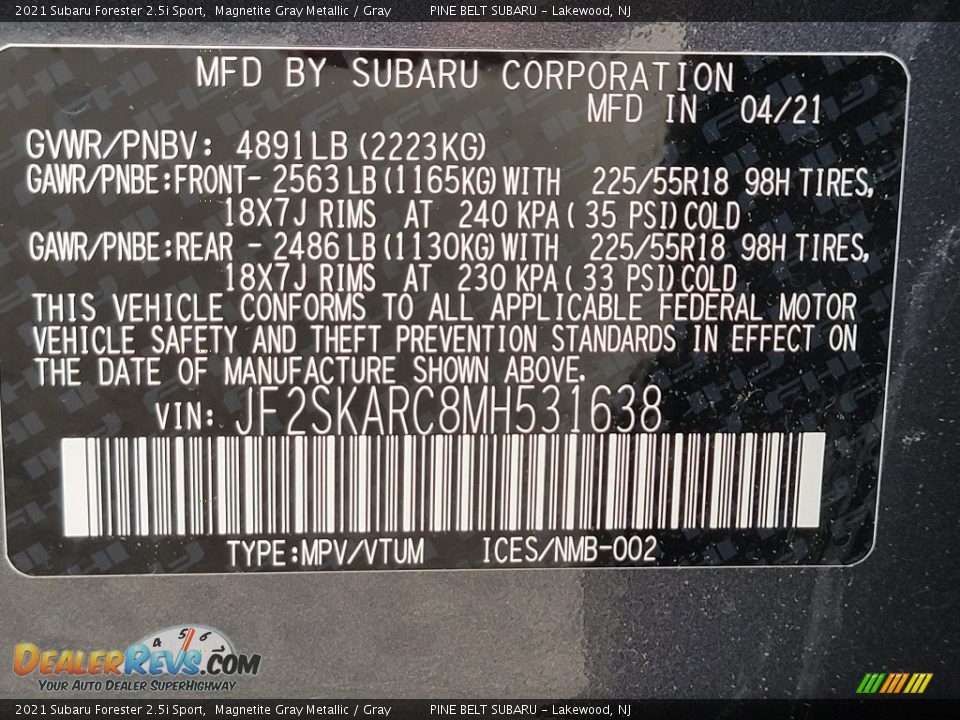 2021 Subaru Forester 2.5i Sport, Magnetite Gray Metallic / Gray PINE BELT SUBARU - Lakewood, NJ
MFD BY SUBARU CORPORATION
MFD IN 04/21
GVWR/PNBV: 4891LB (2223KG)
GAWR/PNBE:FRONT- 2563 LB(1165KG)WITH 225/55R18 98H TIRES,
18X7J RIMS AT 240 KPA( 35 PSI)COLD
GAWR/PNBE:REAR - 2486 LB(1130KG)WITH 225/55R18 98H TIRES,
18X7J RIMS AT 230 KPA( 33 PSI)COLD
THIS VEHICLE CONFORMS TO ALL APPLICABLE FEDERAL MOTOR
VEHICLE SAFETY AND THEFT PREVENTION STANDARDS IN EFFECT ON
THE DATE OF MANUFACTURE SHOWN ABOVE.
VIN: JF2SKARC8MH531638
TYPE:MPV/VTUM ICES/NMB-002
4 5 6
DEALERREVS.COM
YOUR AUTO DEALER SUPERHIGHWAY
2021 Subaru Forester 2.5i Sport, Magnetite Gray Metallic / Gray PINE BELT SUBARU - Lakewood, NJ